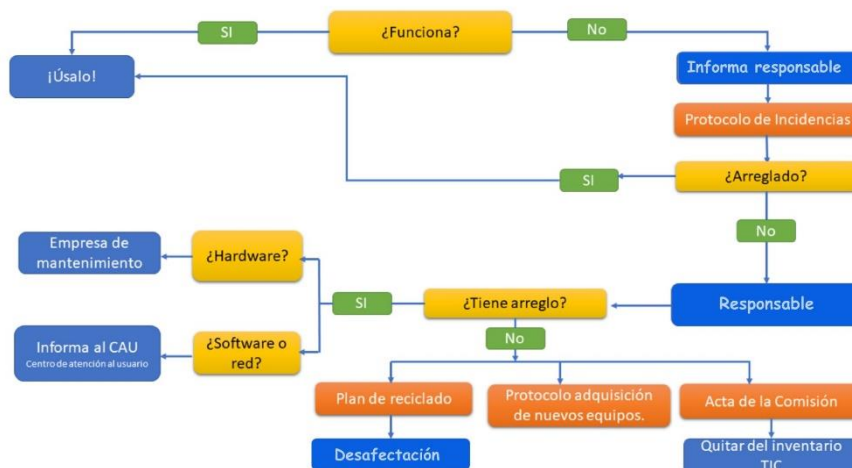 SI
¿Funciona?
No
¡Úsalo!
Informa responsable
Protocolo de Incidencias
SI
¿Arreglado?
No
Empresa de
mantenimiento
¿Hardware?
SI
¿Tiene arreglo?
Responsable
Informa al CAU
Centro de atención al usuario
¿Software o
red?
No
Plan de reciclado
Protocolo adquisición
de nuevos equipos.
Acta de la Comisión
Desafectación
Quitar del inventario
TIC